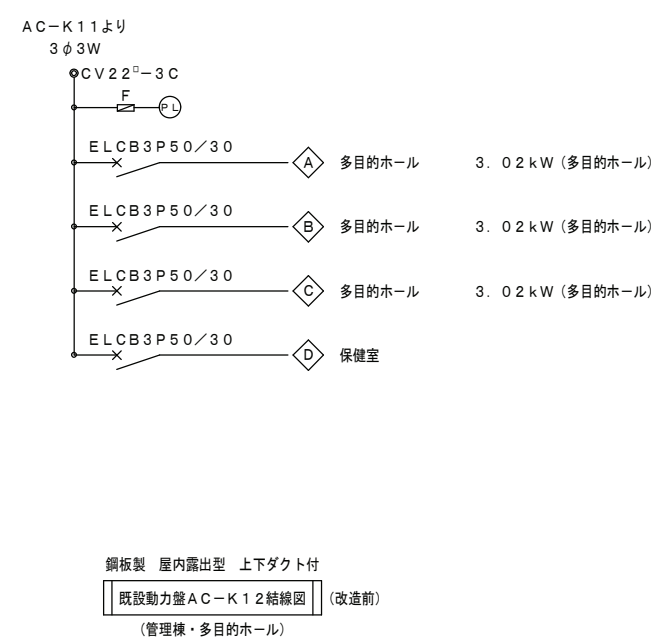 AC-K11より
3φ3W
CV22□-3C
F
PL
ELCB3P50/30
A 多目的ホール 3.02kW(多目的ホール)
ELCB3P50/30
B 多目的ホール 3.02kW(多目的ホール)
ELCB3P50/30
C 多目的ホール 3.02kW(多目的ホール)
ELCB3P50/30
D 保健室
鋼板製 屋内露出型 上下ダクト付
既設動力盤AC-K12結線図 (改造前)
(管理棟・多目的ホール)